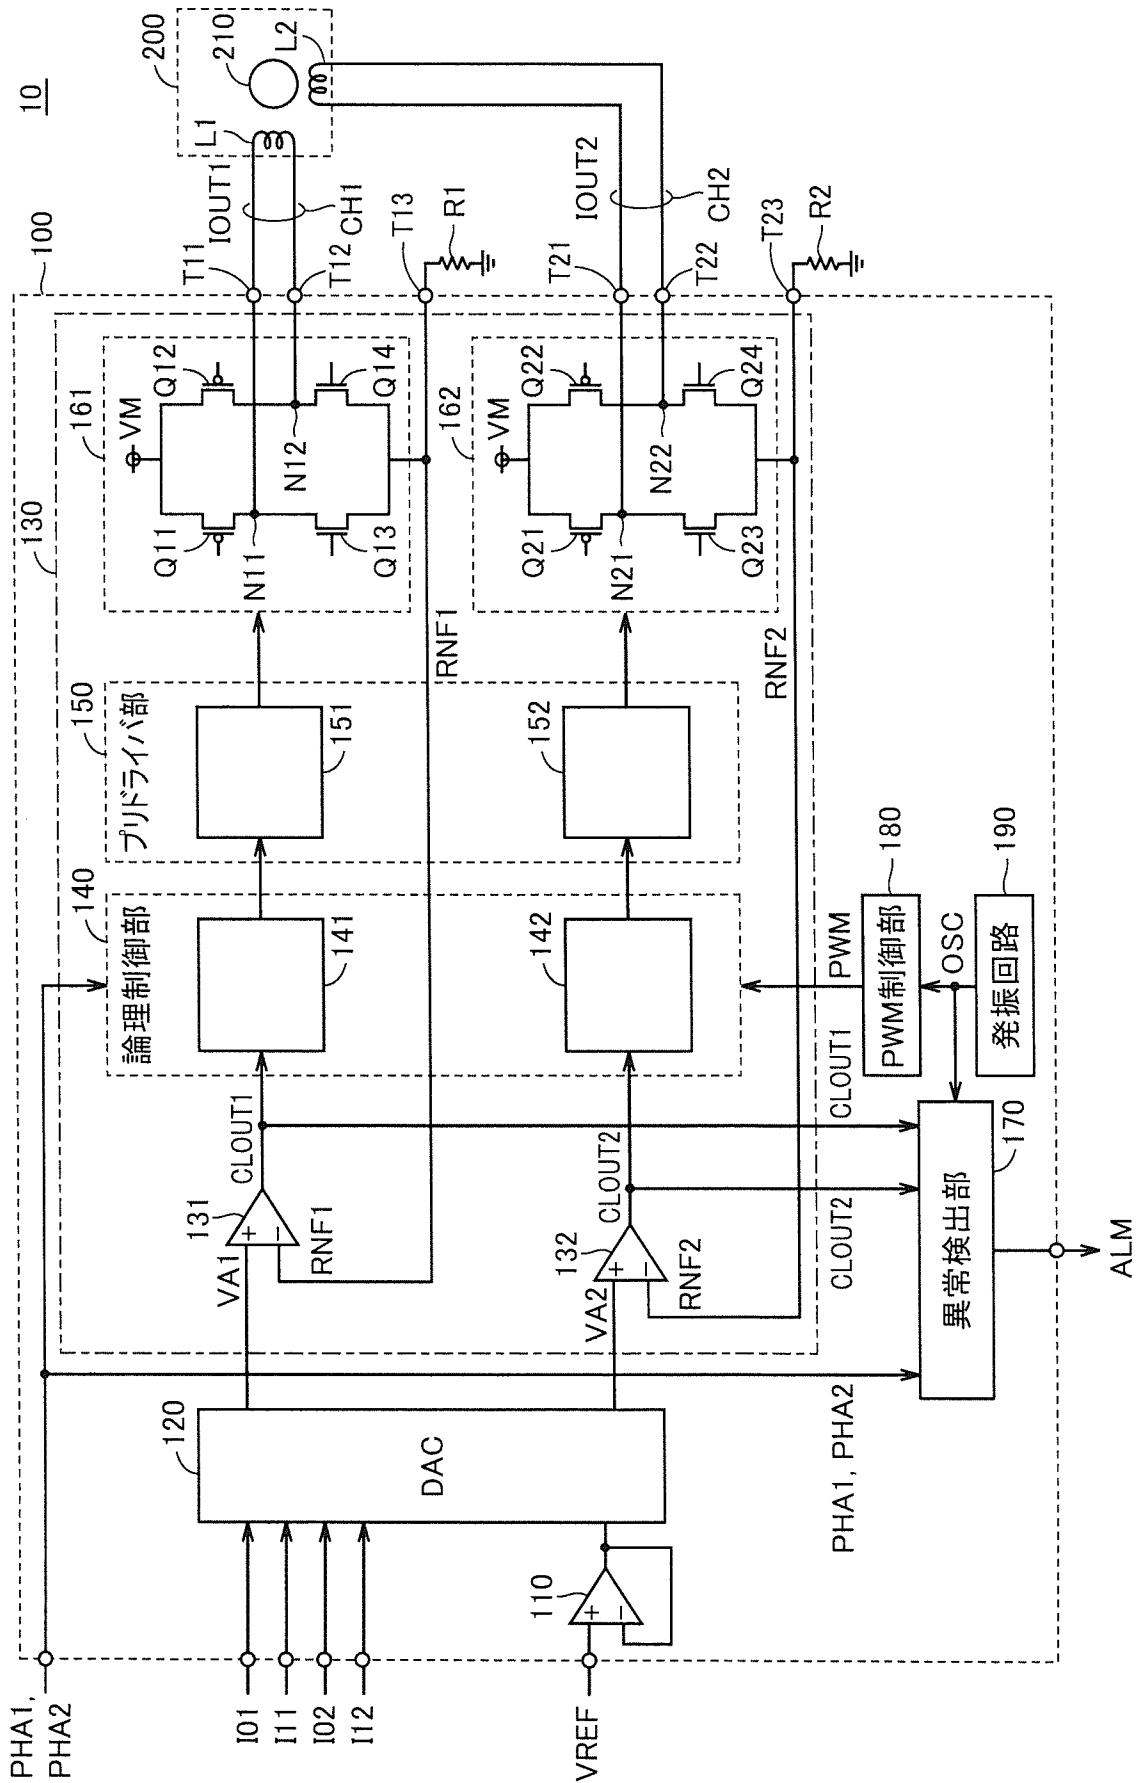 10
100
130
200
210
L1
L2
IOUT1
CH1
T11
T12
T13
R1
161
VM
Q11
Q12
Q13
Q14
N11
N12
RNF1
IOUT2
CH2
T21
T22
T23
R2
162
VM
Q21
Q22
Q23
Q24
N21
N22
RNF2
150
プリドライバ部
151
152
140
論理制御部
141
142
CLOUT1
131
+
−
VA1
RNF1
CLOUT2
132
+
−
VA2
RNF2
PWM
180
PWM制御部
OSC
190
発振回路
CLOUT1
CLOUT2
170
異常検出部
ALM
PHA1, PHA2
120
DAC
110
+
−
PHA1,
PHA2
I01
I11
I02
I12
VREF